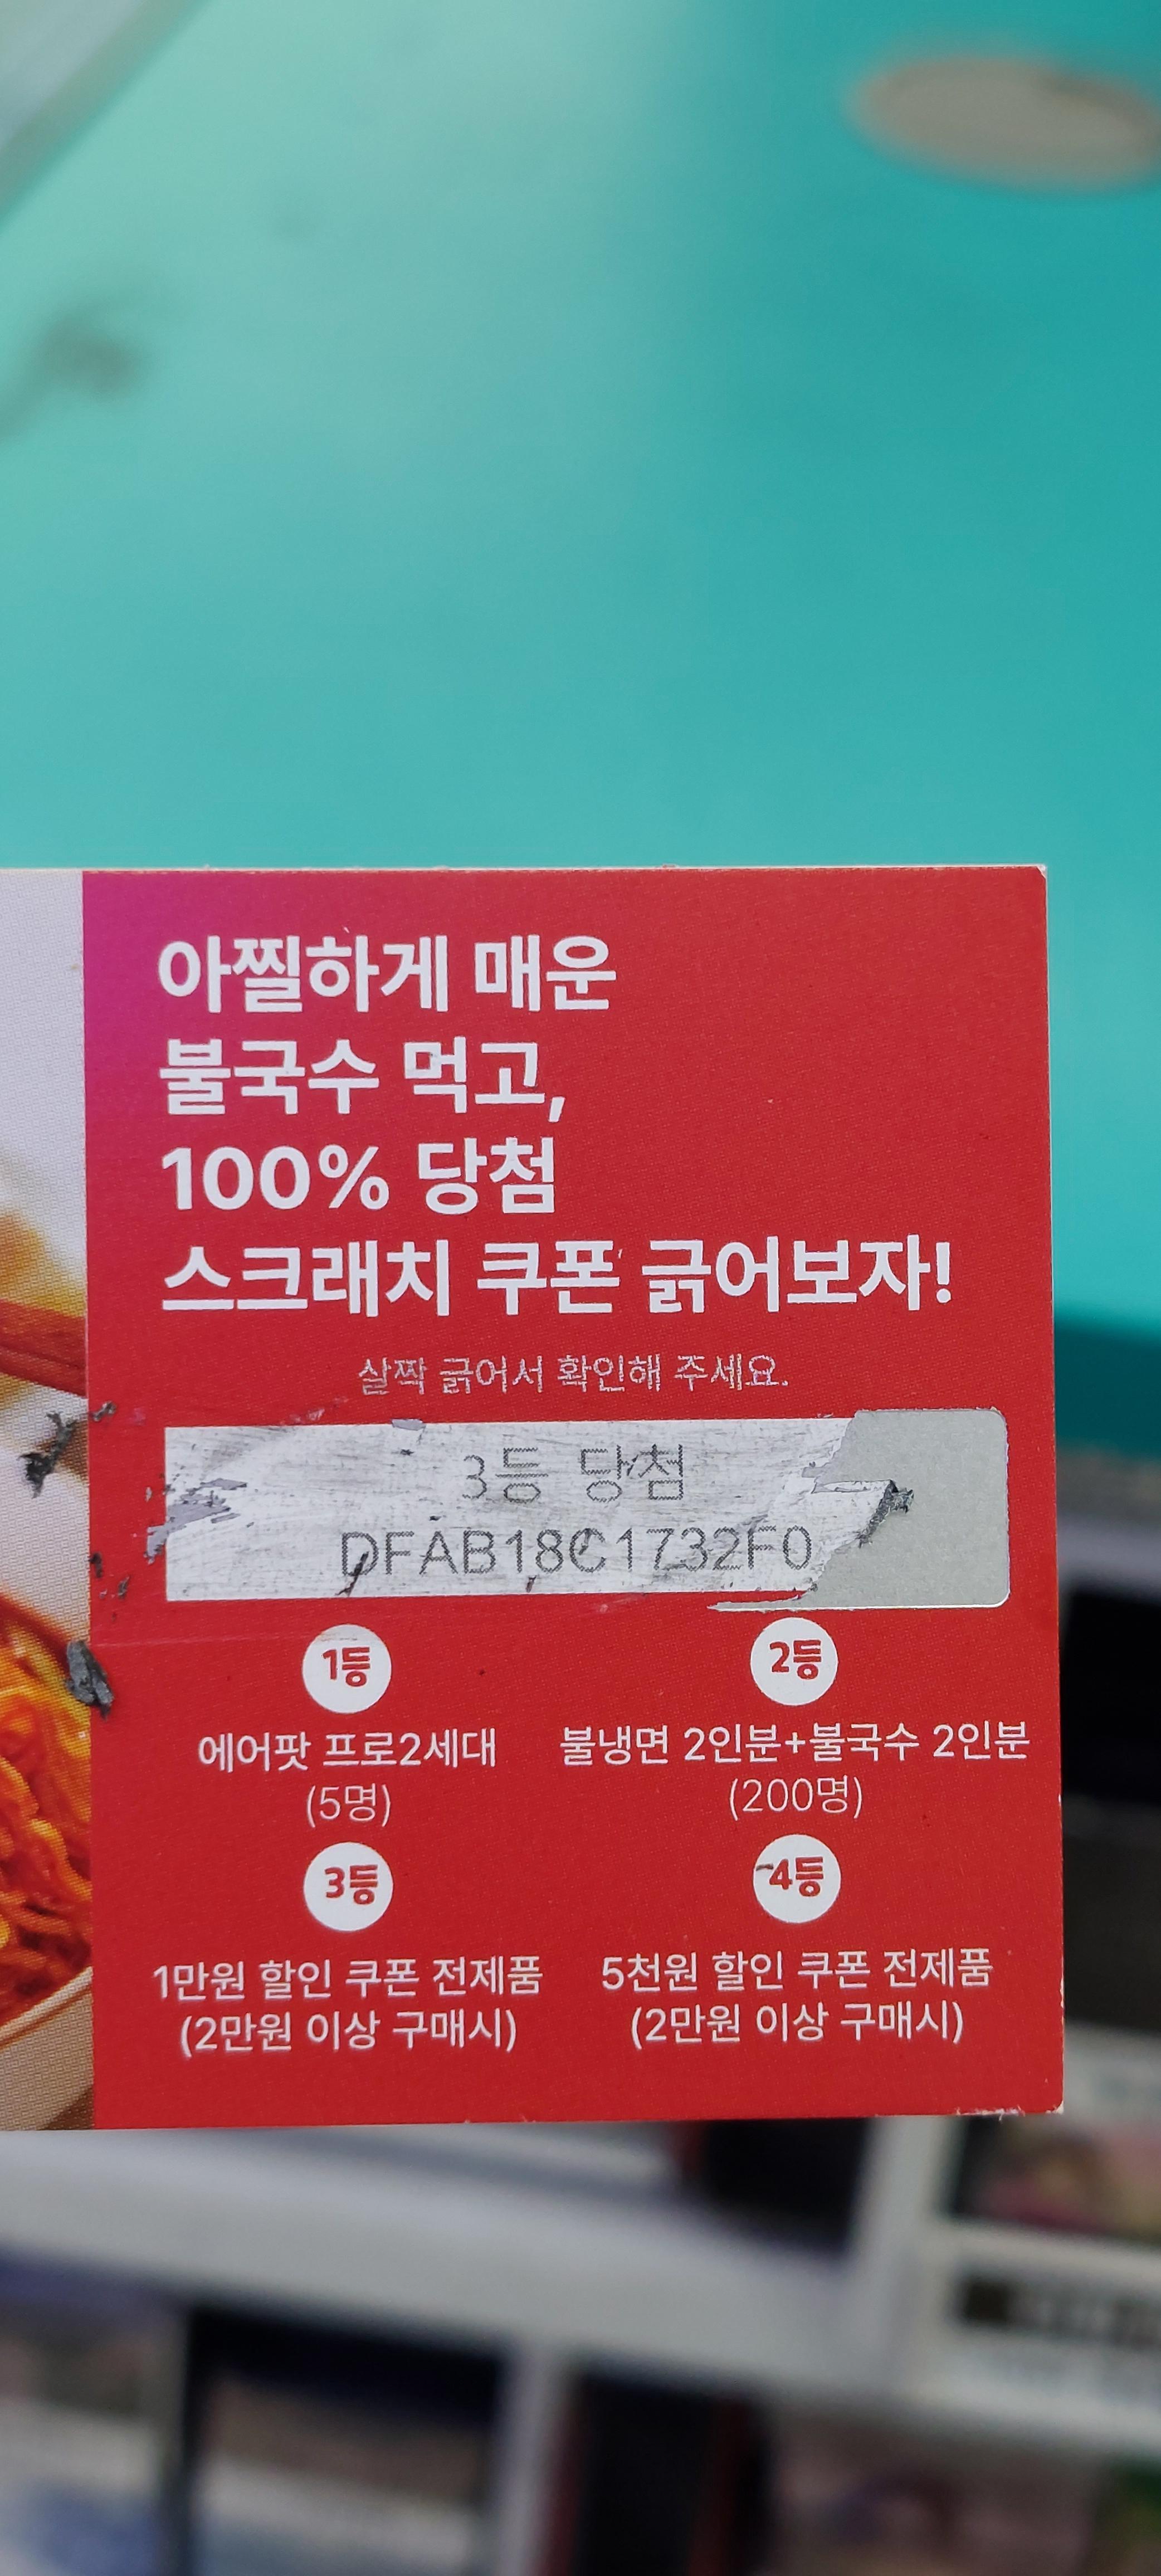 아찔하게 매운
불국수 먹고,
100% 당첨
스크래치 쿠폰 긁어보자!
살짝 긁어서 확인해 주세요.
3등 당첨
DFAB18C1732F0
1등
2등
에어팟 프로2세대
불냉면 2인분+불국수 2인분
(5명)
(200명)
3등
4등
1만원 할인 쿠폰 전제품
5천원 할인 쿠폰 전제품
(2만원 이상 구매시)
(2만원 이상 구매시)